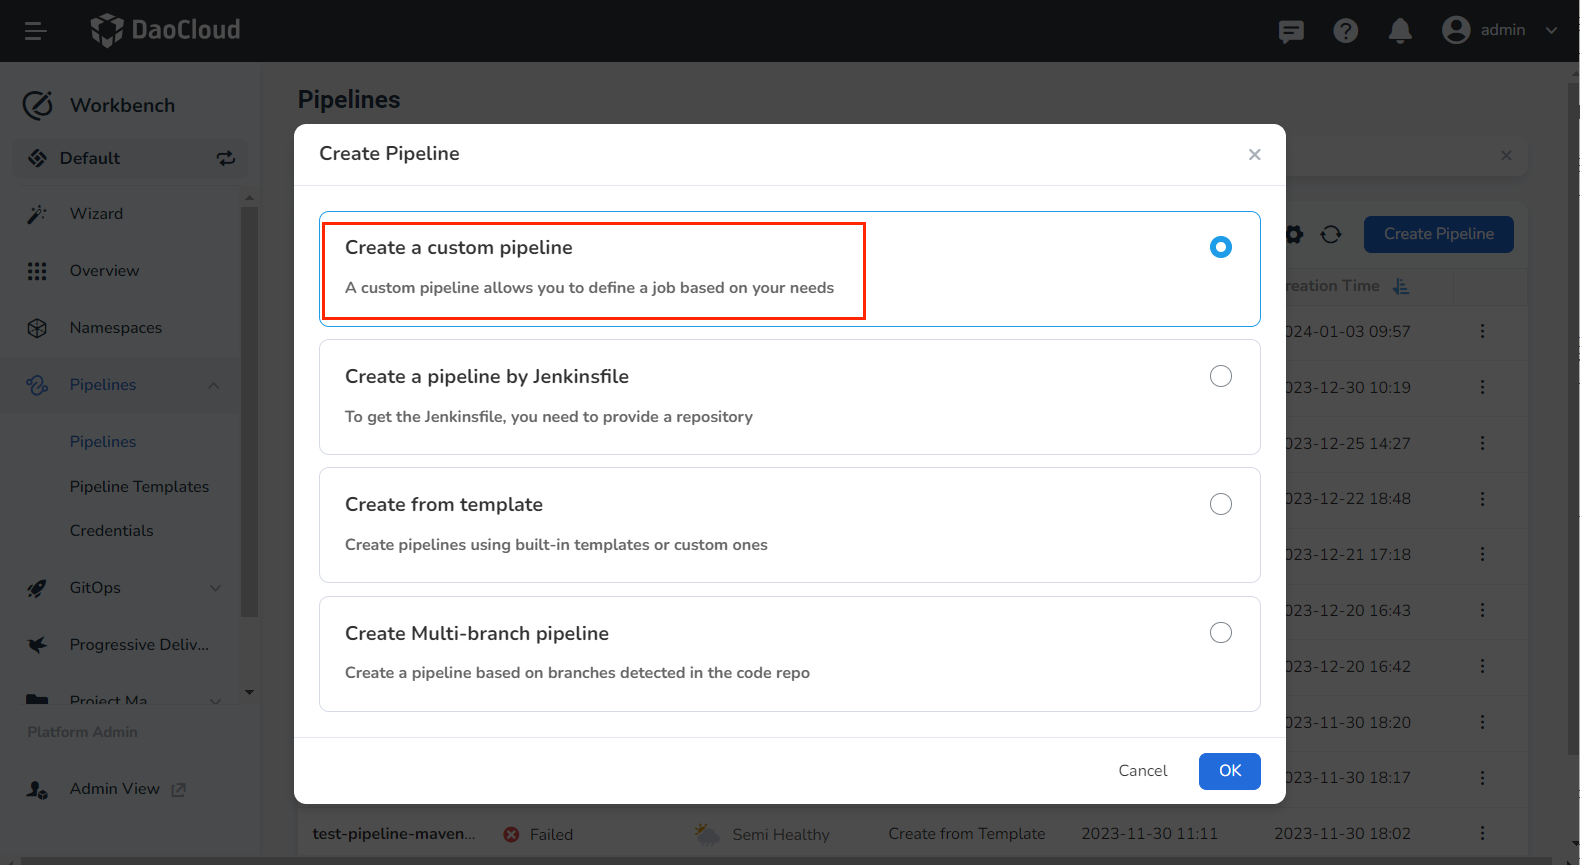 DaoCloud
admin
Workbench
Default
Wizard
Overview
Namespaces
Pipelines
Pipelines
Pipeline Templates
Credentials
GitOps
Progressive Deliv...
Project Ma
Platform Admin
Admin View
Pipelines
Create Pipeline
reation Time
024-01-03 09:57
023-12-30 10:19
023-12-25 14:27
023-12-22 18:48
023-12-21 17:18
023-12-20 16:43
023-12-20 16:42
023-11-30 18:20
023-11-30 18:17
test-pipeline-maven... Failed Semi Healthy Create from Template 2023-11-30 11:11 2023-11-30 18:02
Create Pipeline
Create a custom pipeline
A custom pipeline allows you to define a job based on your needs
Create a pipeline by Jenkinsfile
To get the Jenkinsfile, you need to provide a repository
Create from template
Create pipelines using built-in templates or custom ones
Create Multi-branch pipeline
Create a pipeline based on branches detected in the code repo
Cancel OK